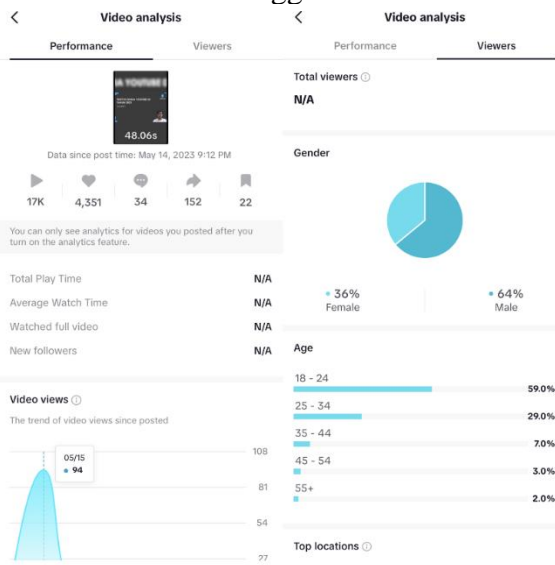 Video analysis
Performance
Viewers
48.06s
Data since post time: May 14, 2023 9:12 PM
17K
4,351
34
152
22
You can only see analytics for videos you posted after you
turn on the analytics feature.
Total Play Time
N/A
Average Watch Time
N/A
Watched full video
N/A
New followers
N/A
Video views
The trend of video views since posted
05/15
94
108
81
54
27
Video analysis
Performance
Viewers
Total viewers
N/A
Gender
36%
Female
64%
Male
Age
18 - 24
59.0%
25 - 34
29.0%
35 - 44
7.0%
45 - 54
3.0%
55+
2.0%
Top locations